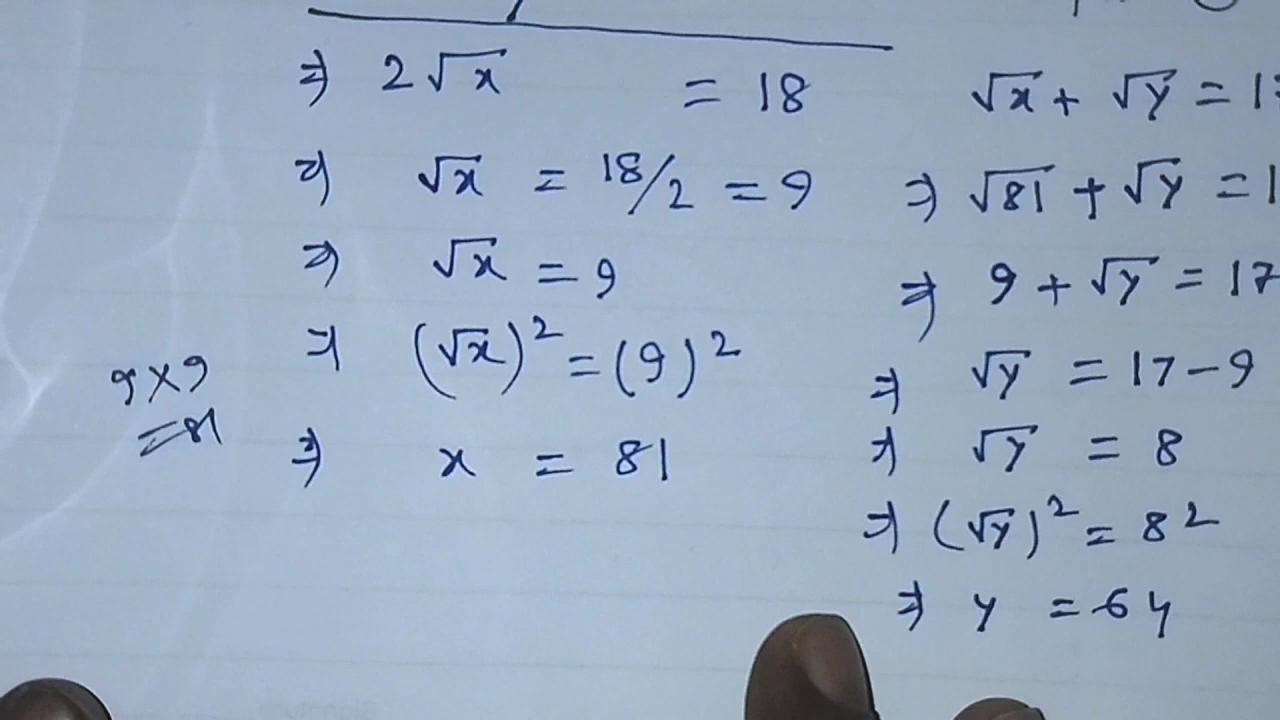 ⇒ 2√x = 18
⇒ √x = 18/2 = 9
⇒ √x = 9
⇒ (√x)² = (9)²
⇒ x = 81
9×9
=81
√x + √y = 1
⇒ √81 + √y = 1
⇒ 9 + √y = 17
⇒ √y = 17-9
⇒ √y = 8
⇒ (√y)² = 8²
⇒ y = 64